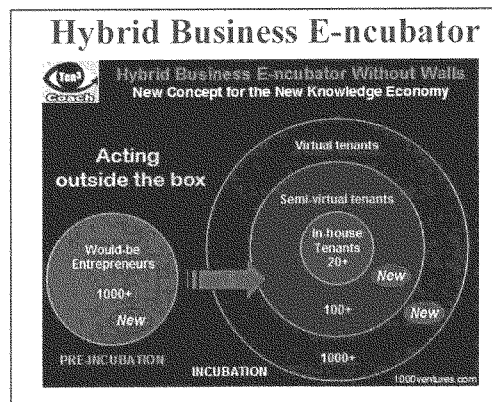 Hybrid Business E-ncubator
Ten³
Coach
Hybrid Business E-ncubator Without Walls
New Concept for the New Knowledge Economy
Acting
outside the box
Virtual tenants
Semi-virtual tenants
In-house
Tenants
20+
New
100+
New
1000+
Would-be
Entrepreneurs
1000+
New
PRE-INCUBATION
INCUBATION
1000ventures.com